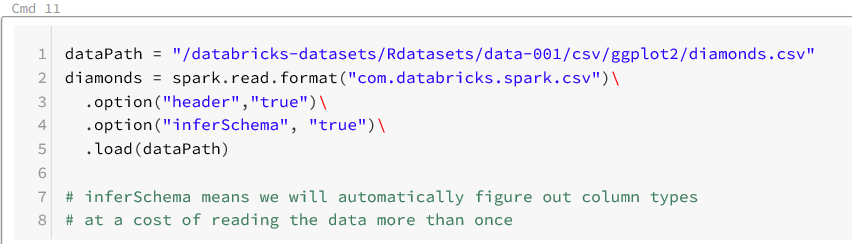 Cmd 11
1 dataPath = "/databricks-datasets/Rdatasets/data-001/csv/ggplot2/diamonds.csv"
2 diamonds = spark.read.format("com.databricks.spark.csv")\
3   .option("header","true")\
4   .option("inferSchema", "true")\
5   .load(dataPath)
6
7 # inferSchema means we will automatically figure out column types
8 # at a cost of reading the data more than once